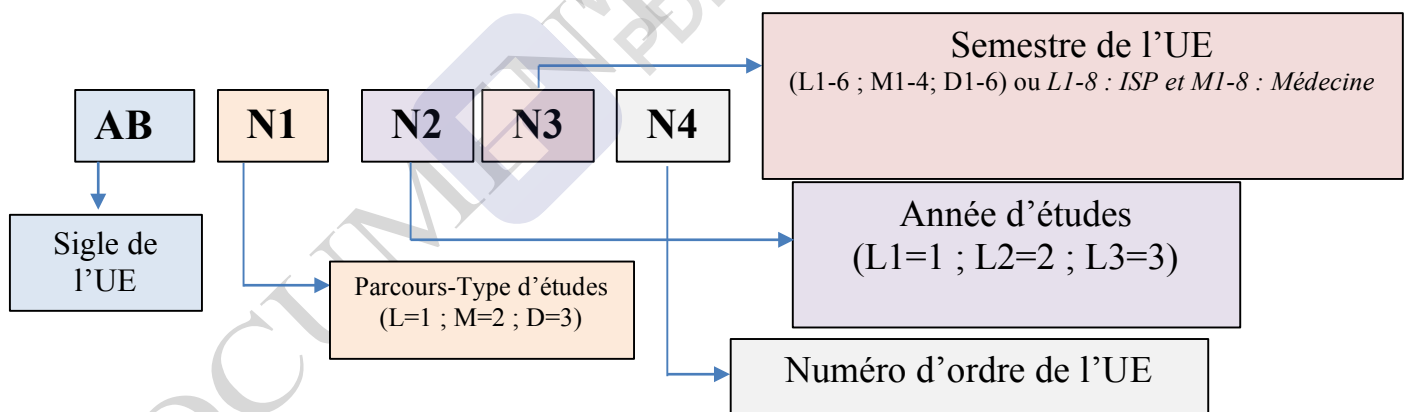 Semestre de l’UE
(L1-6 ; M1-4; D1-6) ou L1-8 : ISP et M1-8 : Médecine
AB N1 N2 N3 N4
Année d’études
(L1=1 ; L2=2 ; L3=3)
Sigle de
l’UE
Parcours-Type d’études
(L=1 ; M=2 ; D=3)
Numéro d’ordre de l’UE